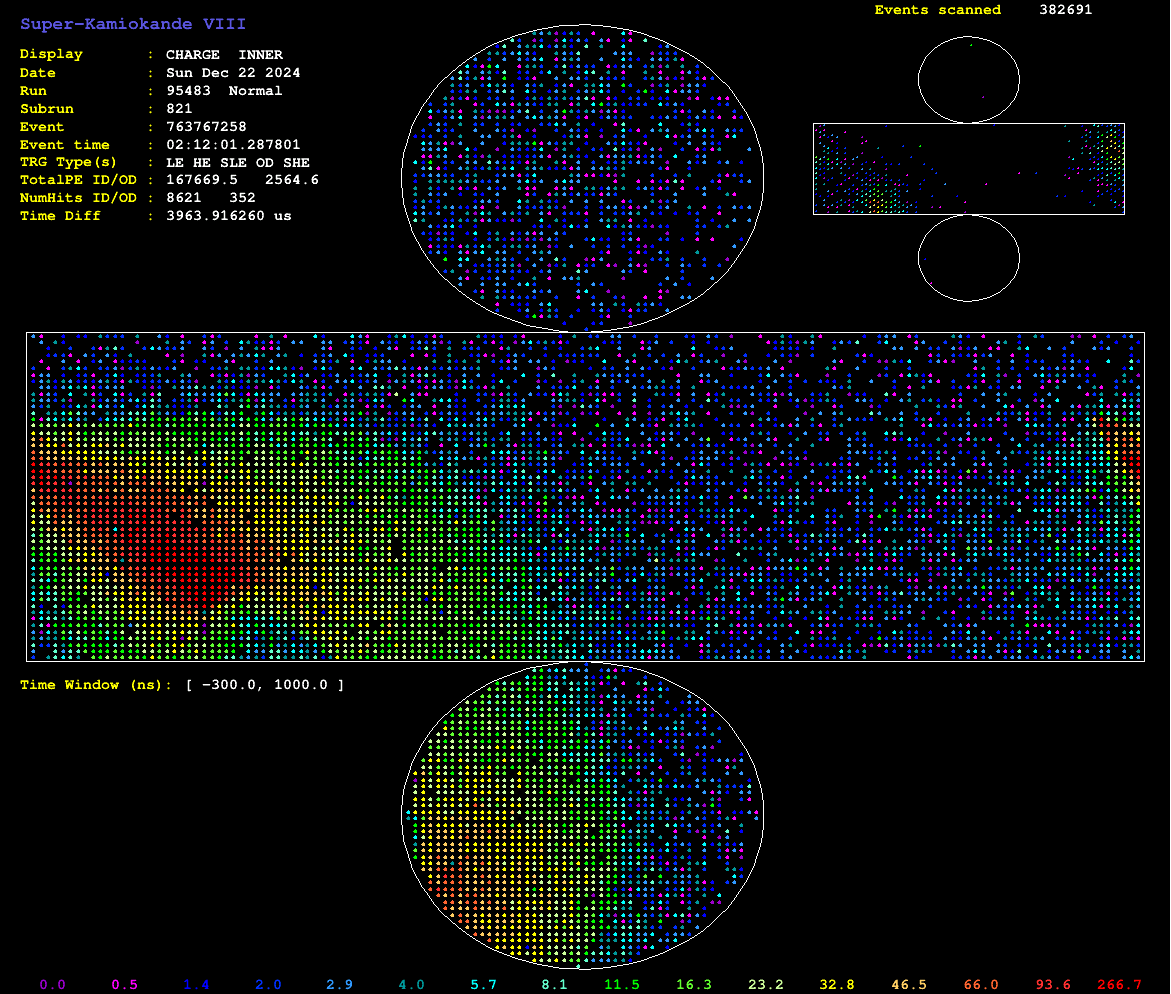 Super-Kamiokande VIII
Events scanned 382691
Display : CHARGE INNER
Date : Sun Dec 22 2024
Run : 95483 Normal
Subrun : 821
Event : 763767258
Event time : 02:12:01.287801
TRG Type(s) : LE HE SLE OD SHE
TotalPE ID/OD : 167669.5 2564.6
NumHits ID/OD : 8621 352
Time Diff : 3963.916260 us
Time Window (ns): [ −300.0, 1000.0 ]
0.0 0.5 1.4 2.0 2.9 4.0 5.7 8.1 11.5 16.3 23.2 32.8 46.5 66.0 93.6 266.7